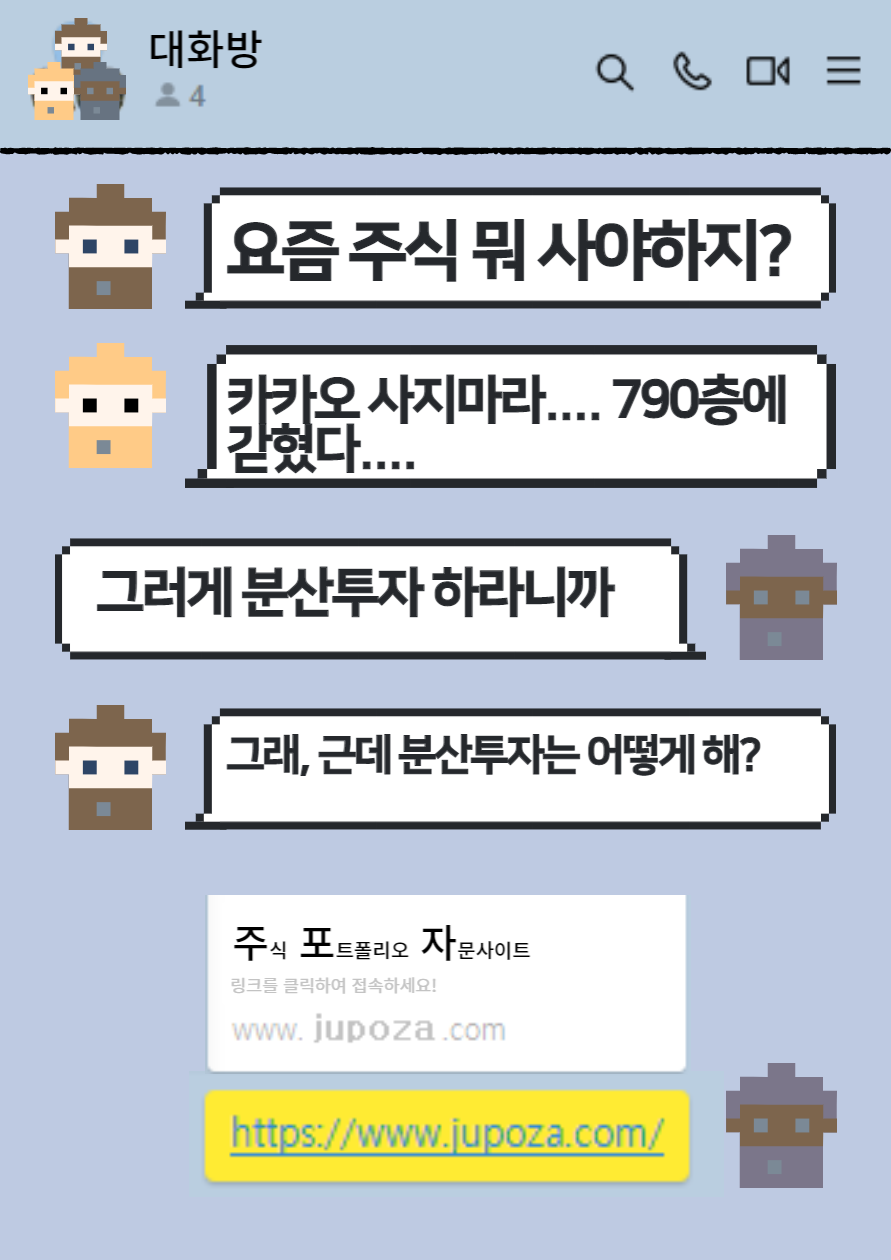 대화방
4
요즘 주식 뭐 사야하지?
카카오 사지마라.... 790층에
갇혔다....
그러게 분산투자 하라니까
그래, 근데 분산투자는 어떻게 해?
주식 포트폴리오 자문사이트
링크를 클릭하여 접속하세요!
www. jupoza .com
https://www.jupoza.com/